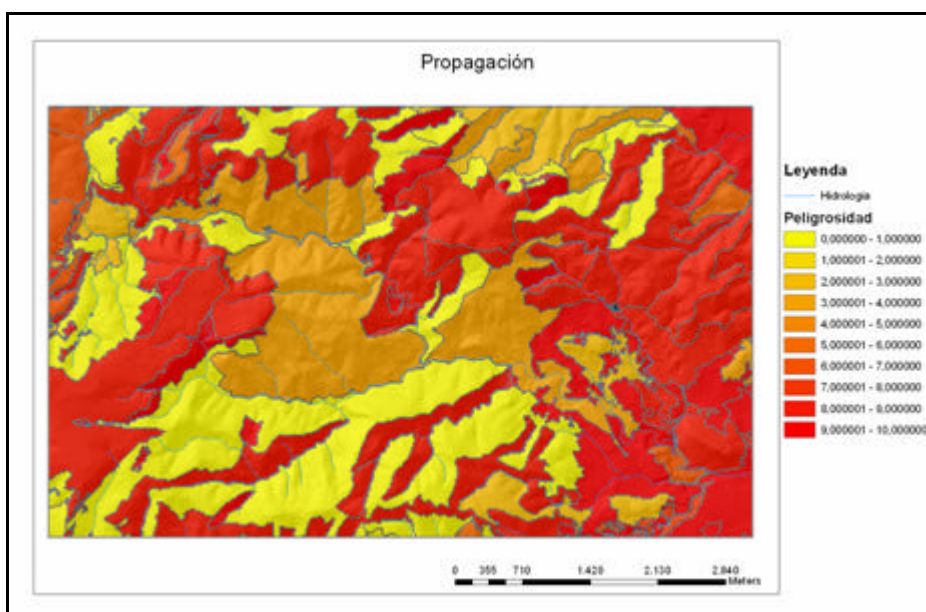 Propagación
Leyenda
Hidrologia
Peligrosidad
0,000000 - 1,000000
1,000001 - 2,000000
2,000001 - 3,000000
3,000001 - 4,000000
4,000001 - 5,000000
5,000001 - 6,000000
6,000001 - 7,000000
7,000001 - 8,000000
8,000001 - 9,000000
9,000001 - 10,000000
0 355 710 1.420 2.130 2.840
Meters